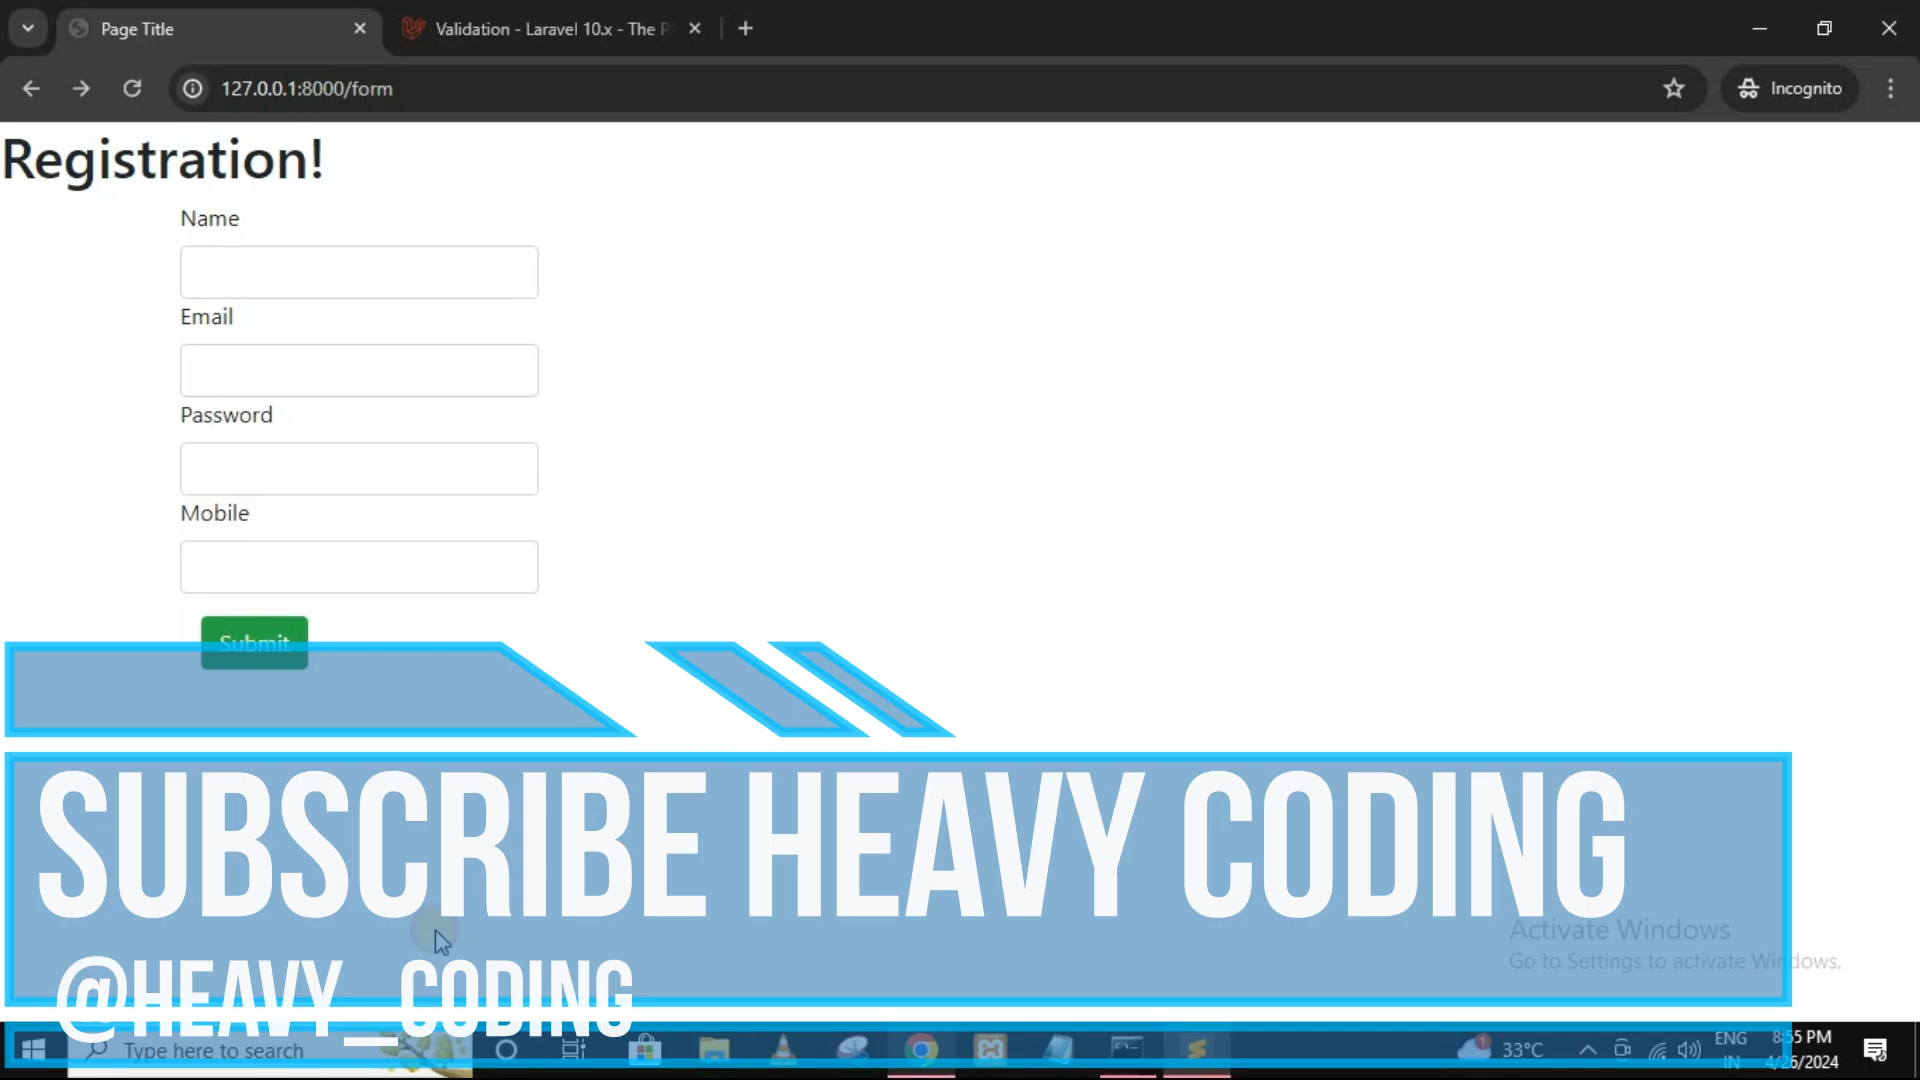 Page Title
Validation - Laravel 10.x - The P
127.0.0.1:8000/form
Incognito
Registration!
Name
Email
Password
Mobile
Submit
SUBSCRIBE HEAVY CODING
@HEAVY__CODING
Activate Windows
Go to Settings to activate Windows.
Type here to search
1
33°C
ENG
IN
8:55 PM
4/26/2024